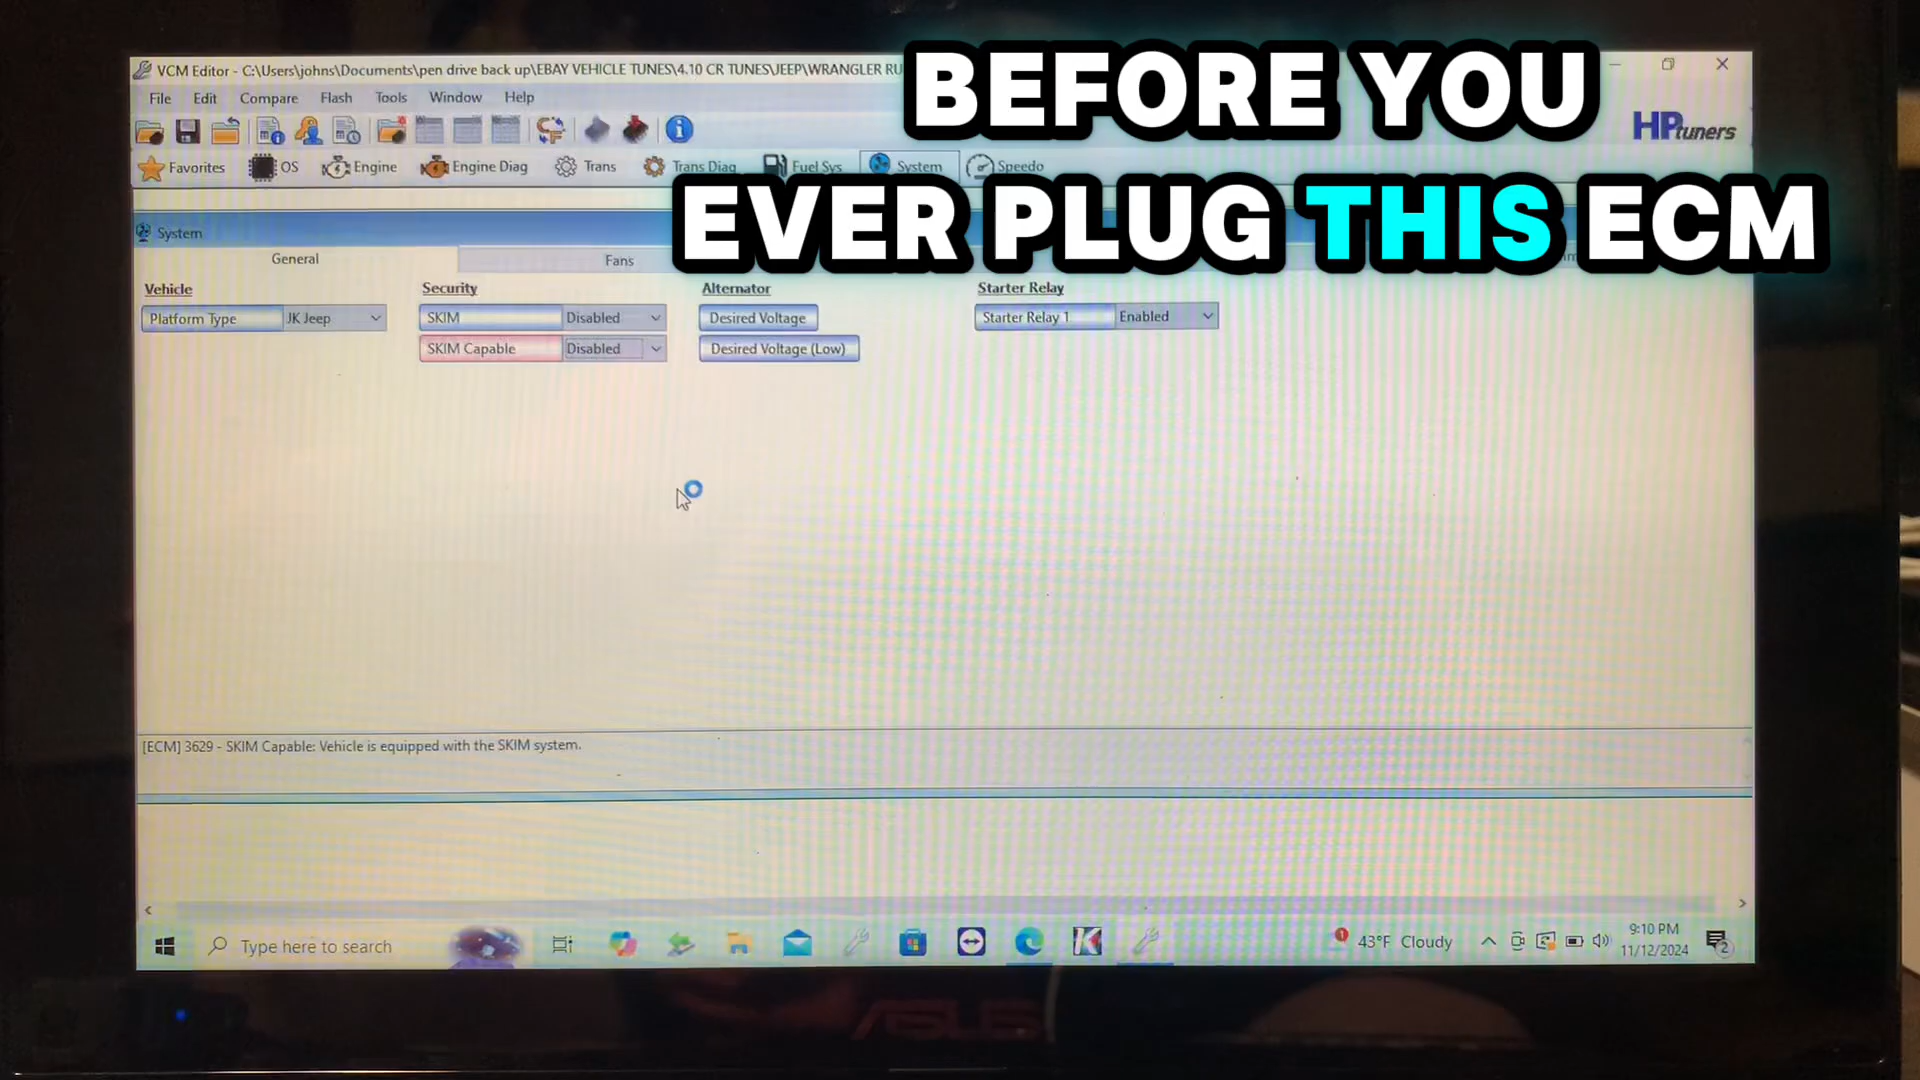 BEFORE YOU
EVER PLUG THIS ECM
VCM Editor - C:\Users\johns\Documents\pen drive back up\EBAY VEHICLE TUNES\4.10 CR TUNES\JEEP\WRANGLER RU
File Edit Compare Flash Tools Window Help
HPtuners
Favorites OS Engine Engine Diag Trans Trans Diag Fuel Sys System Speedo
System
General Fans
Vehicle Security Alternator Starter Relay
Platform Type JK Jeep SKIM Disabled Desired Voltage Starter Relay 1 Enabled
SKIM Capable Disabled Desired Voltage (Low)
[ECM] 3629 - SKIM Capable: Vehicle is equipped with the SKIM system.
Type here to search 43°F Cloudy 9:10 PM
11/12/2024 2
ASUS